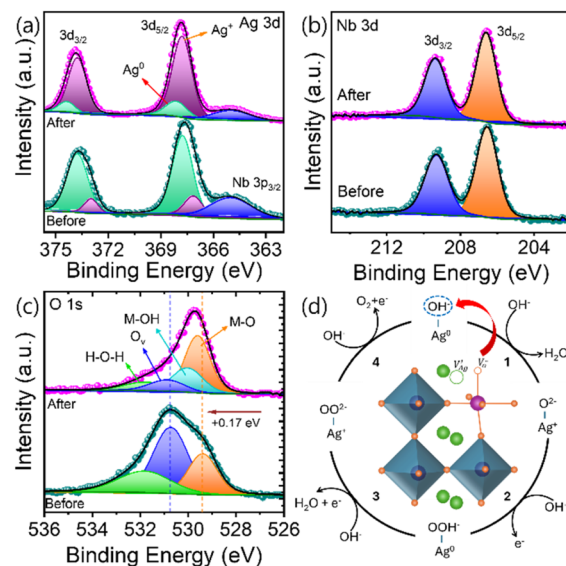 (a)
3d3/2
3d5/2
Ag+
Ag 3d
Ag0
After
Nb 3p3/2
Before
Intensity (a.u.)
375 372 369 366 363
Binding Energy (eV)
(b)
Nb 3d
3d3/2
3d5/2
After
Before
Intensity (a.u.)
212 208 204
Binding Energy (eV)
(c)
O 1s
M-OH
M-O
Ov
H-O-H
After
+0.17 eV
Before
Intensity (a.u.)
536 534 532 530 528 526
Binding Energy (eV)
(d)
O2+e-
OH-
Ag0
OH-
OH-
4
1
H2O
OO2-
Ag+
O2-
Ag+
H2O + e-
3
2
OH-
OH-
OOH-
Ag0
e-